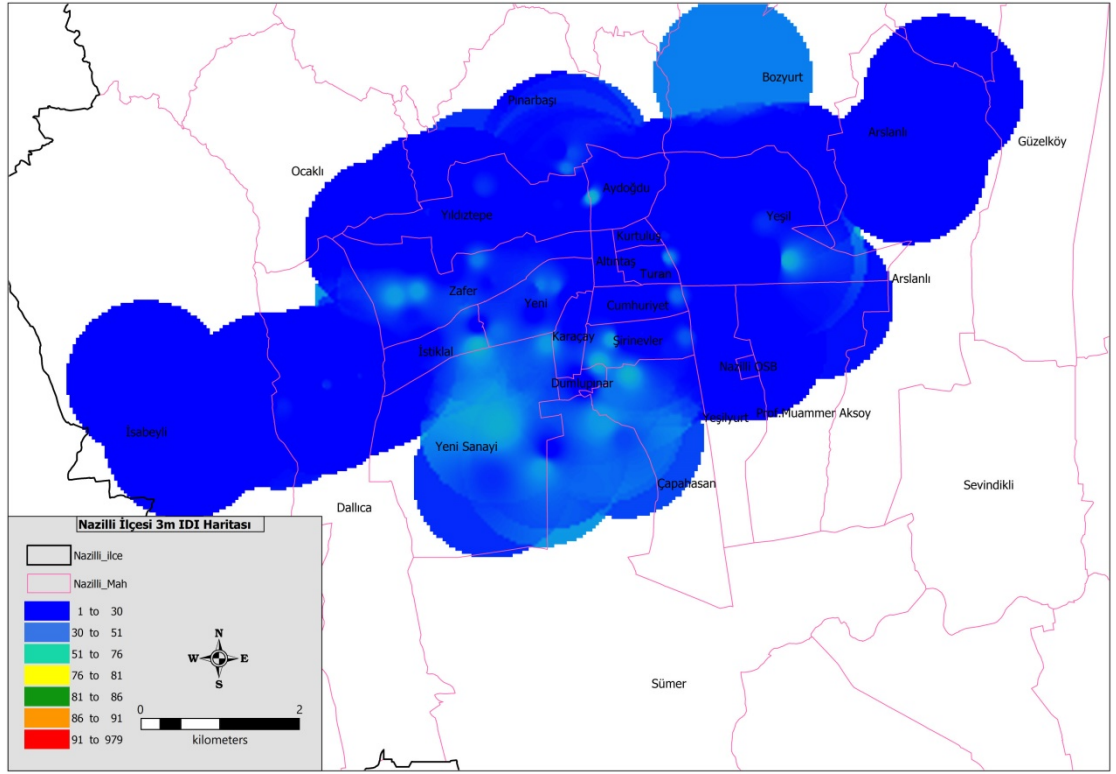 Bozyurt
Pınarbaşı
Arslanlı
Güzelköy
Ocaklı
Aydoğdu
Yıldıztepe
Yeşil
Kurtuluş
Altıntaş
Turan
Arslanlı
Zafer
Yeni
Cumhuriyet
Karaçay
Şirinevler
İstiklal
Nazilli OSB
Dumlupınar
Yeşilyurt
Prof.Muammer Aksoy
İsabeyli
Yeni Sanayi
Çapahasan
Sevindikli
Dallıca
Sümer
Nazilli İlçesi 3m IDI Haritası
Nazilli_ilce
Nazilli_Mah
1 to 30
30 to 51
51 to 76
76 to 81
81 to 86
86 to 91
91 to 979
N
W E
S
0 2
kilometers